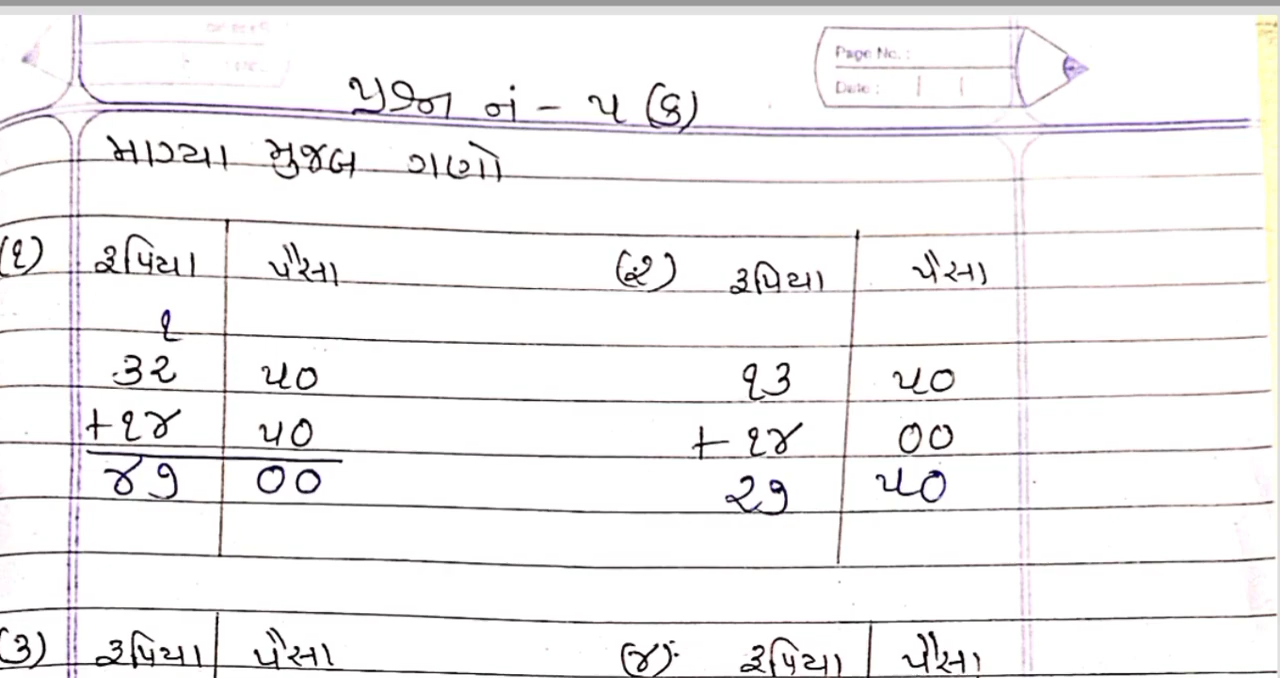 Page No. :
Date :
પ્રશ્ન નં - ૫ (ક)
માગ્યા મુજબ ગણો
(૧) રૂપિયા પૈસા (૨) રૂપિયા પૈસા
૧
૩૨ ૫૦ ૧૩ ૫૦
+૧૪ ૫૦ + ૧૪ ૦૦
૪૭ ૦૦ ૨૭ ૫૦
(૩) રૂપિયા પૈસા (૪) રૂપિયા પૈસા